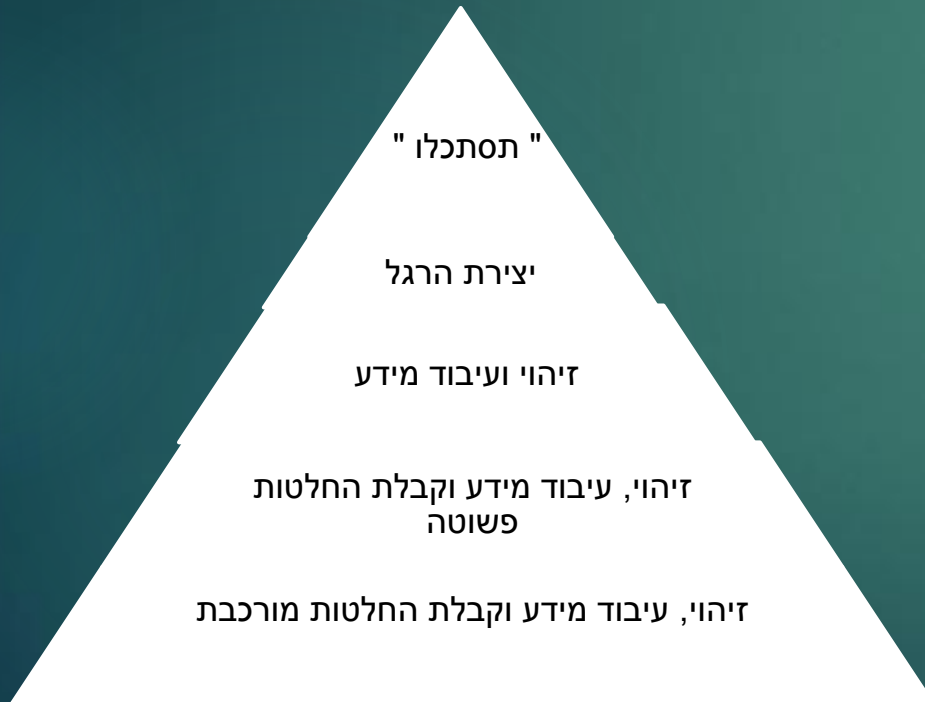 " תסתכלו "
יצירת הרגל
זיהוי ועיבוד מידע
זיהוי, עיבוד מידע וקבלת החלטות
פשוטה
זיהוי, עיבוד מידע וקבלת החלטות מורכבת